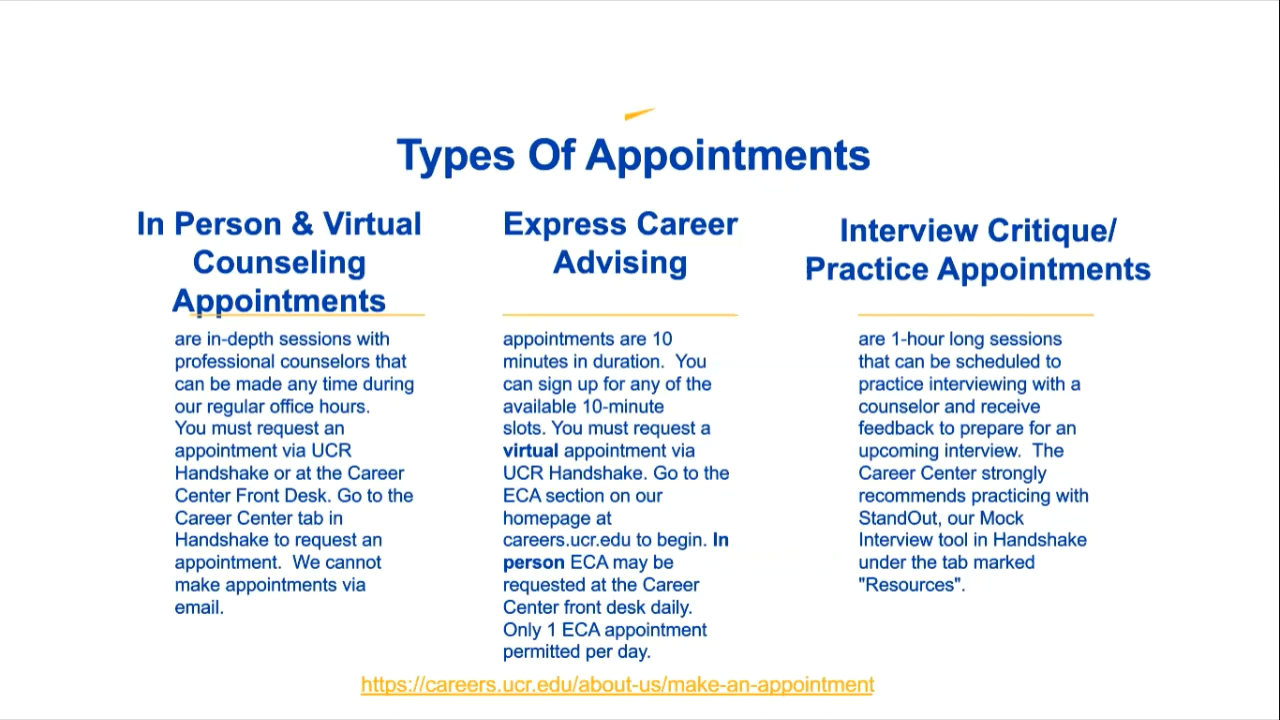 Types Of Appointments
In Person & Virtual
Counseling
Appointments
are in-depth sessions with
professional counselors that
can be made any time during
our regular office hours.
You must request an
appointment via UCR
Handshake or at the Career
Center Front Desk. Go to the
Career Center tab in
Handshake to request an
appointment.  We cannot
make appointments via
email.
Express Career
Advising
appointments are 10
minutes in duration.  You
can sign up for any of the
available 10-minute
slots. You must request a
virtual appointment via
UCR Handshake. Go to the
ECA section on our
homepage at
careers.ucr.edu to begin. In
person ECA may be
requested at the Career
Center front desk daily.
Only 1 ECA appointment
permitted per day.
Interview Critique/
Practice Appointments
are 1-hour long sessions
that can be scheduled to
practice interviewing with a
counselor and receive
feedback to prepare for an
upcoming interview.  The
Career Center strongly
recommends practicing with
StandOut, our Mock
Interview tool in Handshake
under the tab marked
"Resources".
https://careers.ucr.edu/about-us/make-an-appointment